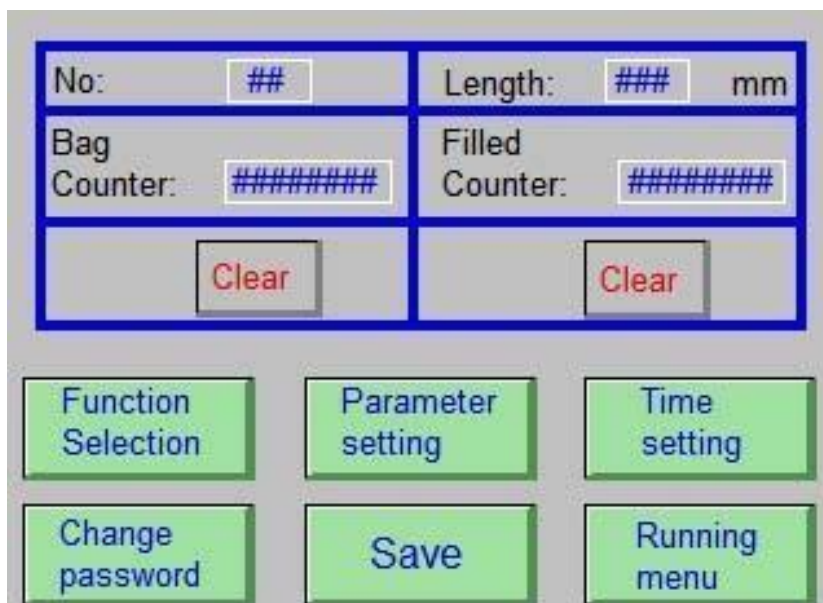 No: ## Length: ### mm
Bag Filled
Counter: ######## Counter: ########
Clear Clear
Function Parameter Time
Selection setting setting
Change Save Running
password menu